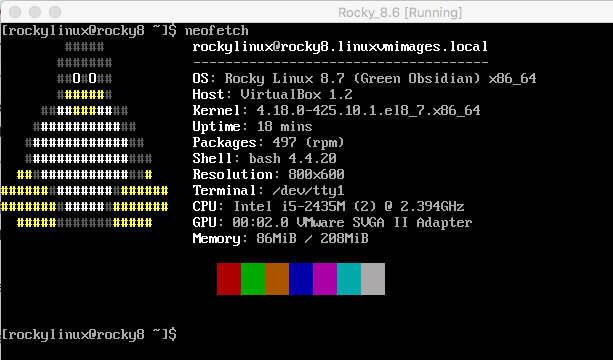 Rocky_8.6 [Running]
[rockylinux@rocky8 ~]$ neofetch
rockylinux@rocky8.linuxvmimages.local
-------------------------------------
OS: Rocky Linux 8.7 (Green Obsidian) x86_64
Host: VirtualBox 1.2
Kernel: 4.18.0-425.10.1.el8_7.x86_64
Uptime: 18 mins
Packages: 497 (rpm)
Shell: bash 4.4.20
Resolution: 800x600
Terminal: /dev/tty1
CPU: Intel i5-2435M (2) @ 2.394GHz
GPU: 00:02.0 VMware SVGA II Adapter
Memory: 86MiB / 208MiB
[rockylinux@rocky8 ~]$